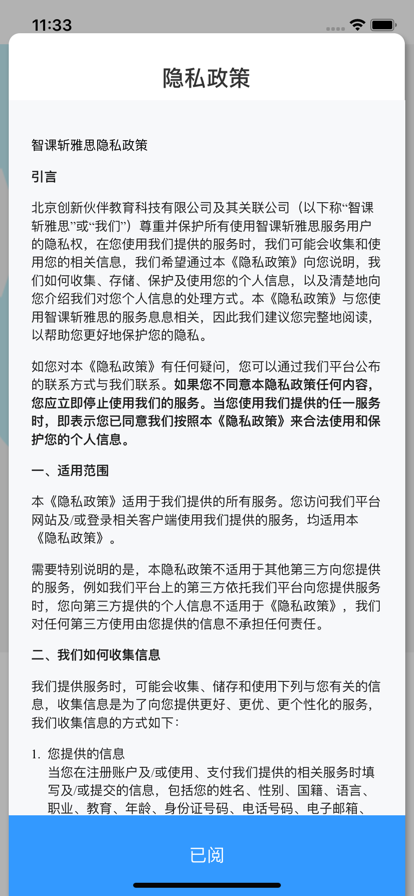 11:33
隐私政策
智课斩雅思隐私政策
引言
北京创新伙伴教育科技有限公司及其关联公司（以下称“智课
斩雅思”或“我们”）尊重并保护所有使用智课斩雅思服务用户
的隐私权，在您使用我们提供的服务时，我们可能会收集和使
用您的相关信息，我们希望通过本《隐私政策》向您说明，我
们如何收集、存储、保护及使用您的个人信息，以及清楚地向
您介绍我们对您个人信息的处理方式。本《隐私政策》与您使
用智课斩雅思的服务息息相关，因此我们建议您完整地阅读，
以帮助您更好地保护您的隐私。
如您对本《隐私政策》有任何疑问，您可以通过我们平台公布
的联系方式与我们联系。如果您不同意本隐私政策任何内容，
您应立即停止使用我们的服务。当您使用我们提供的任一服务
时，即表示您已同意我们按照本《隐私政策》来合法使用和保
护您的个人信息。
一、适用范围
本《隐私政策》适用于我们提供的所有服务。您访问我们平台
网站及/或登录相关客户端使用我们提供的服务，均适用本
《隐私政策》。
需要特别说明的是，本隐私政策不适用于其他第三方向您提供
的服务，例如我们平台上的第三方依托我们平台向您提供服务
时，您向第三方提供的个人信息不适用于《隐私政策》，我们
对任何第三方使用由您提供的信息不承担任何责任。
二、我们如何收集信息
我们提供服务时，可能会收集、储存和使用下列与您有关的信
息，收集信息是为了向您提供更好、更优、更个性化的服务，
我们收集信息的方式如下：
1. 您提供的信息
当您在注册账户及/或使用、支付我们提供的相关服务时填
写及/或提交的信息，包括您的姓名、性别、国籍、语言、
职业、教育、年龄、身份证号码、电话号码、电子邮箱、
已阅